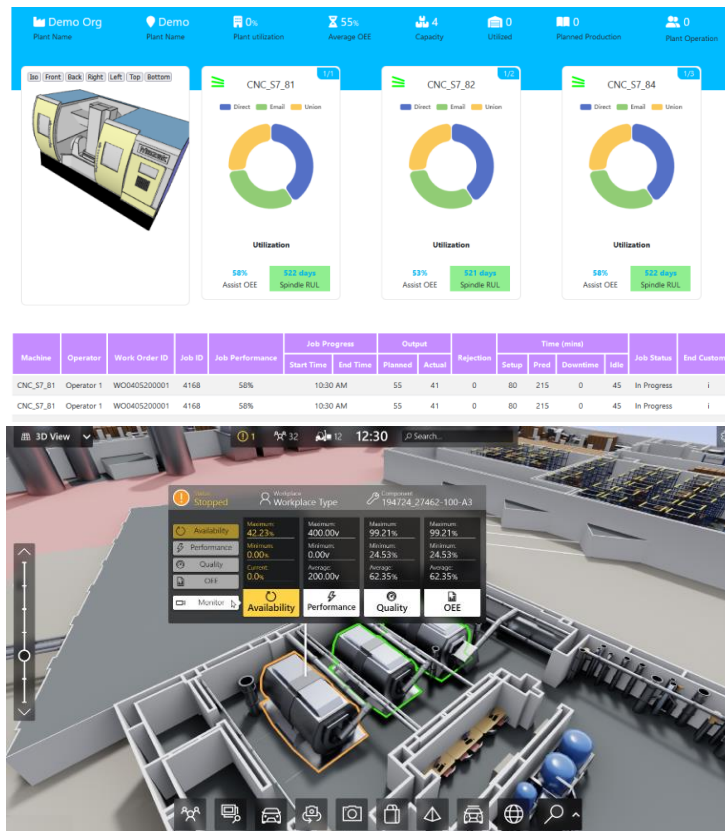 Demo Org Demo 0% 55% 4 0 0 0
Plant Name Plant Name Plant utilization Average OEE Capacity Utilized Planned Production Plant Operation
Iso Front Back Right Left Top Bottom
1/1
CNC_S7_81
Direct Email Union
Utilization
58% 522 days
Assist OEE Spindle RUL
1/2
CNC_S7_82
Direct Email Union
Utilization
53% 521 days
Assist OEE Spindle RUL
1/3
CNC_S7_84
Direct Email Union
Utilization
58% 522 days
Assist OEE Spindle RUL
Job Progress Output Time (mins)
Machine Operator Work Order ID Job ID Job Performance Rejection Job Status End Custom
Start Time End Time Planned Actual Setup Pred Downtime Idle
CNC_S7_81 Operator 1 WO0405200001 4168 58% 10:30 AM 55 41 0 80 215 0 45 In Progress i
CNC_S7_81 Operator 1 WO0405200001 4168 58% 10:30 AM 55 41 0 80 215 0 45 In Progress i
3D View 1 32 12 12:30 Search...
Status: Workplace Component
Stopped Workplace Type 194724_27462-100-A3
Availability
Performance
Quality
OEE
Monitor
Maximum: Maximum: Maximum: Maximum:
42.23% 400.00v 99.21% 99.21%
Minimum: Minimum: Minimum: Minimum:
0.00% 0.00v 24.53% 24.53%
Current: Average: Average: Average:
0.0% 200.00v 62.35% 62.35%
Availability Performance Quality OEE